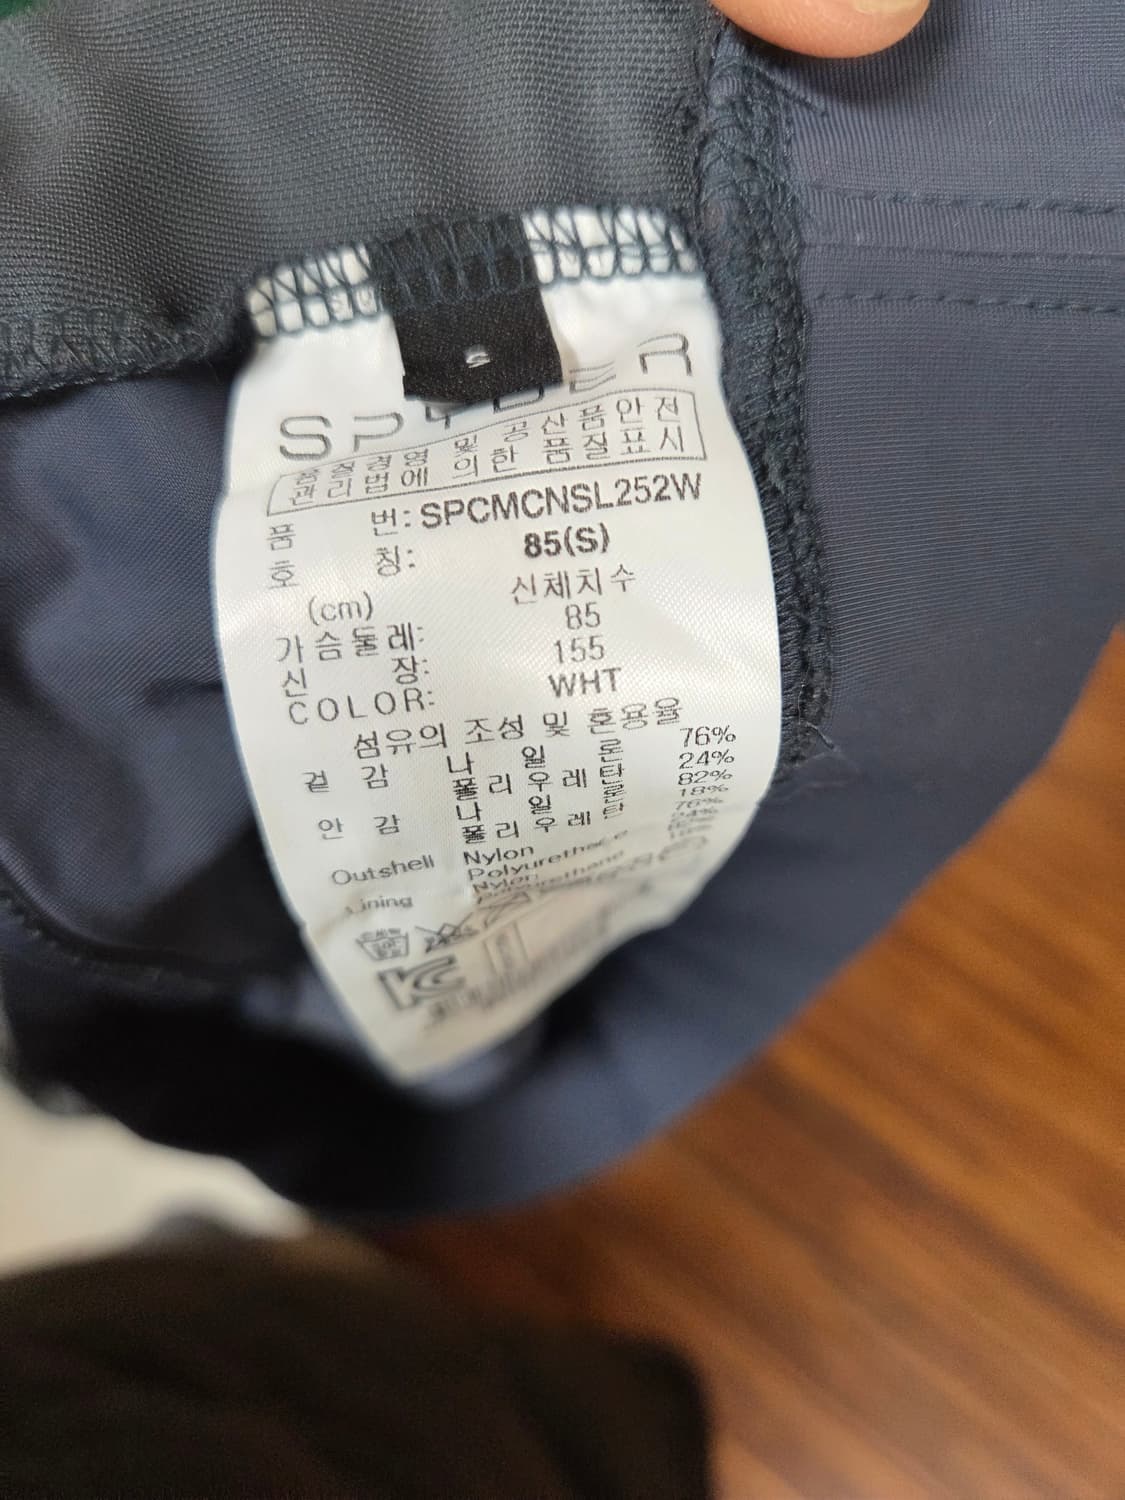 S
SPYDER
품질경영 및 공산품안전
관리법에 의한 품질표시
품 번: SPCMCNSL252W
호 칭: 85(S)
(cm) 신체치수
가슴둘레: 85
신 장: 155
COLOR: WHT
섬유의 조성 및 혼용율
겉 감 나 일 론 76%
폴리우레탄 24%
안 감 나 일 론 82%
폴리우레탄 18%
Outshell Nylon 76%
Polyurethane 24%
Lining Nylon 82%
Polyurethane 18%